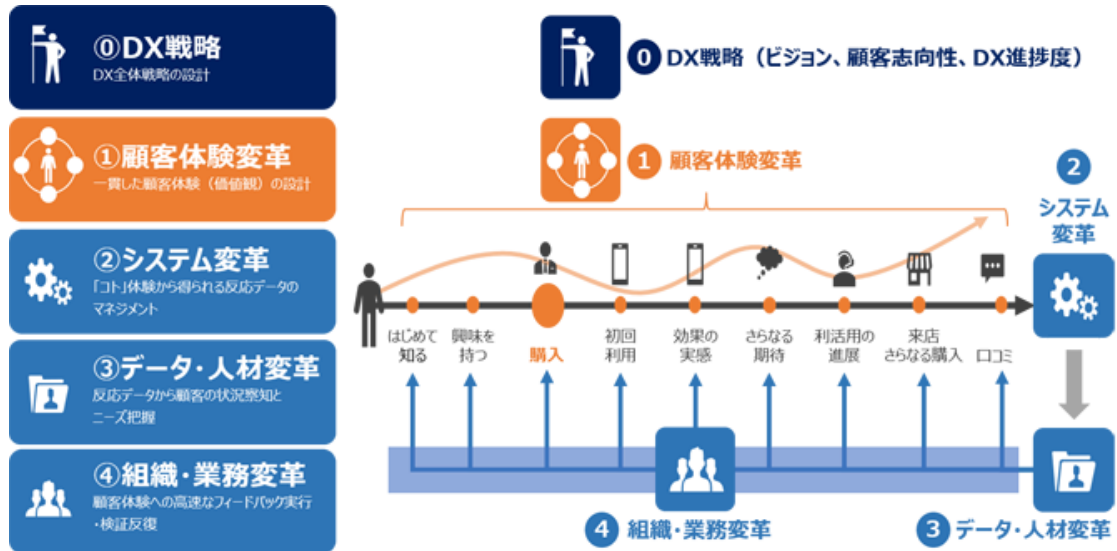 ⓪DX戦略
DX全体戦略の設計
①顧客体験変革
一貫した顧客体験（価値観）の設計
②システム変革
「コト」体験から得られる反応データの
マネジメント
③データ・人材変革
反応データから顧客の状況察知と
ニーズ把握
④組織・業務変革
顧客体験への高速なフィードバック実行
・検証反復
0 DX戦略（ビジョン、顧客志向性、DX進捗度）
1 顧客体験変革
2
システム
変革
はじめて
知る
興味を
持つ
購入
初回
利用
効果の
実感
さらなる
期待
利活用の
進展
来店
さらなる購入
口コミ
4 組織・業務変革
3 データ・人材変革